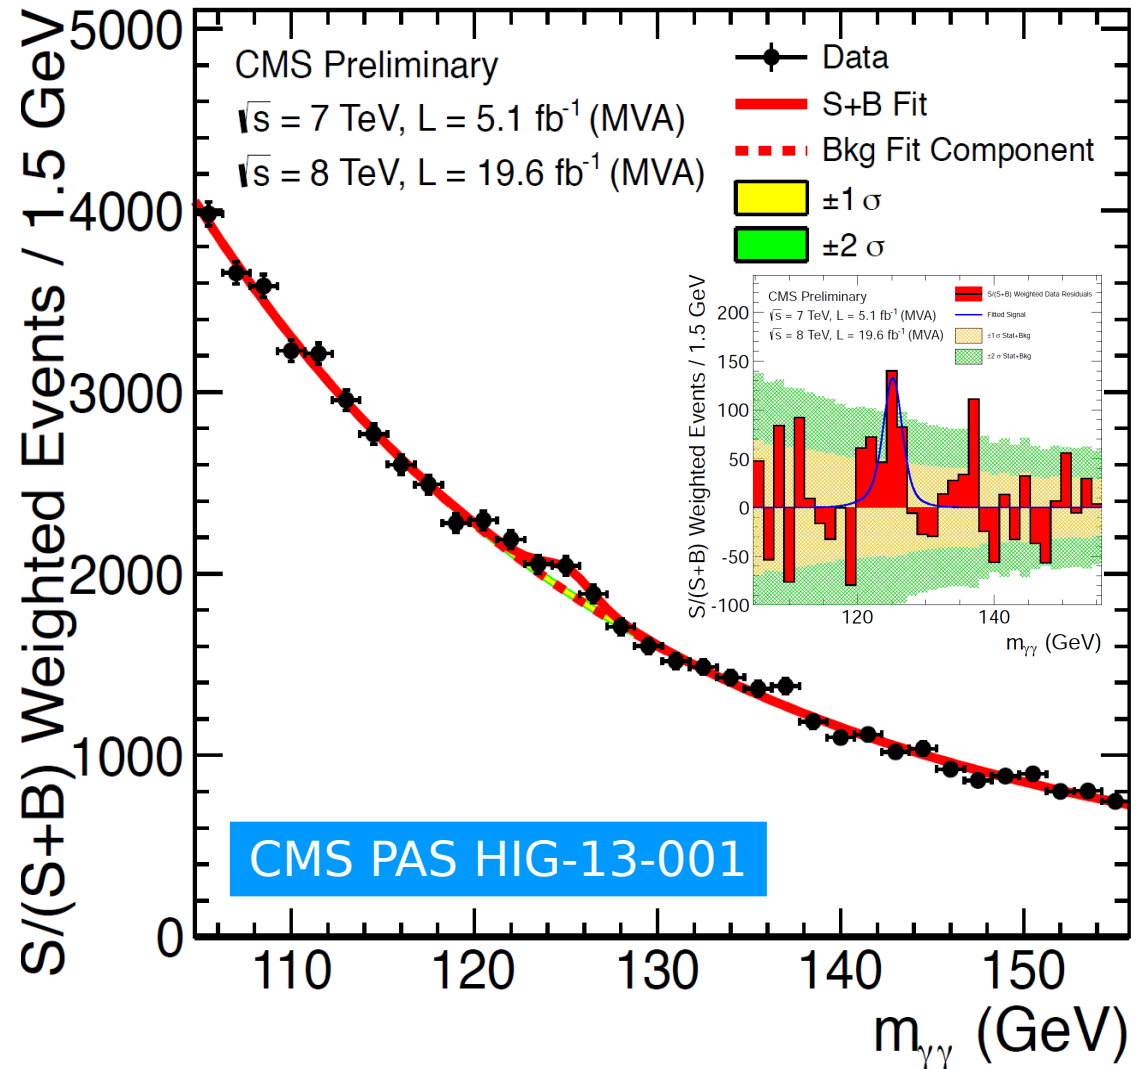 S/(S+B) Weighted Events / 1.5 GeV
5000
4000
3000
2000
1000
0
CMS Preliminary
√s = 7 TeV, L = 5.1 fb⁻¹ (MVA)
√s = 8 TeV, L = 19.6 fb⁻¹ (MVA)
Data
S+B Fit
Bkg Fit Component
±1 σ
±2 σ
S/(S+B) Weighted Events / 1.5 GeV
200
150
100
50
0
-50
-100
CMS Preliminary
√s = 7 TeV, L = 5.1 fb⁻¹ (MVA)
√s = 8 TeV, L = 19.6 fb⁻¹ (MVA)
S/(S+B) Weighted Data Residuals
Fitted Signal
±1 σ Stat+Bkg
±2 σ Stat+Bkg
120 140
mγγ (GeV)
CMS PAS HIG-13-001
110 120 130 140 150
mγγ (GeV)